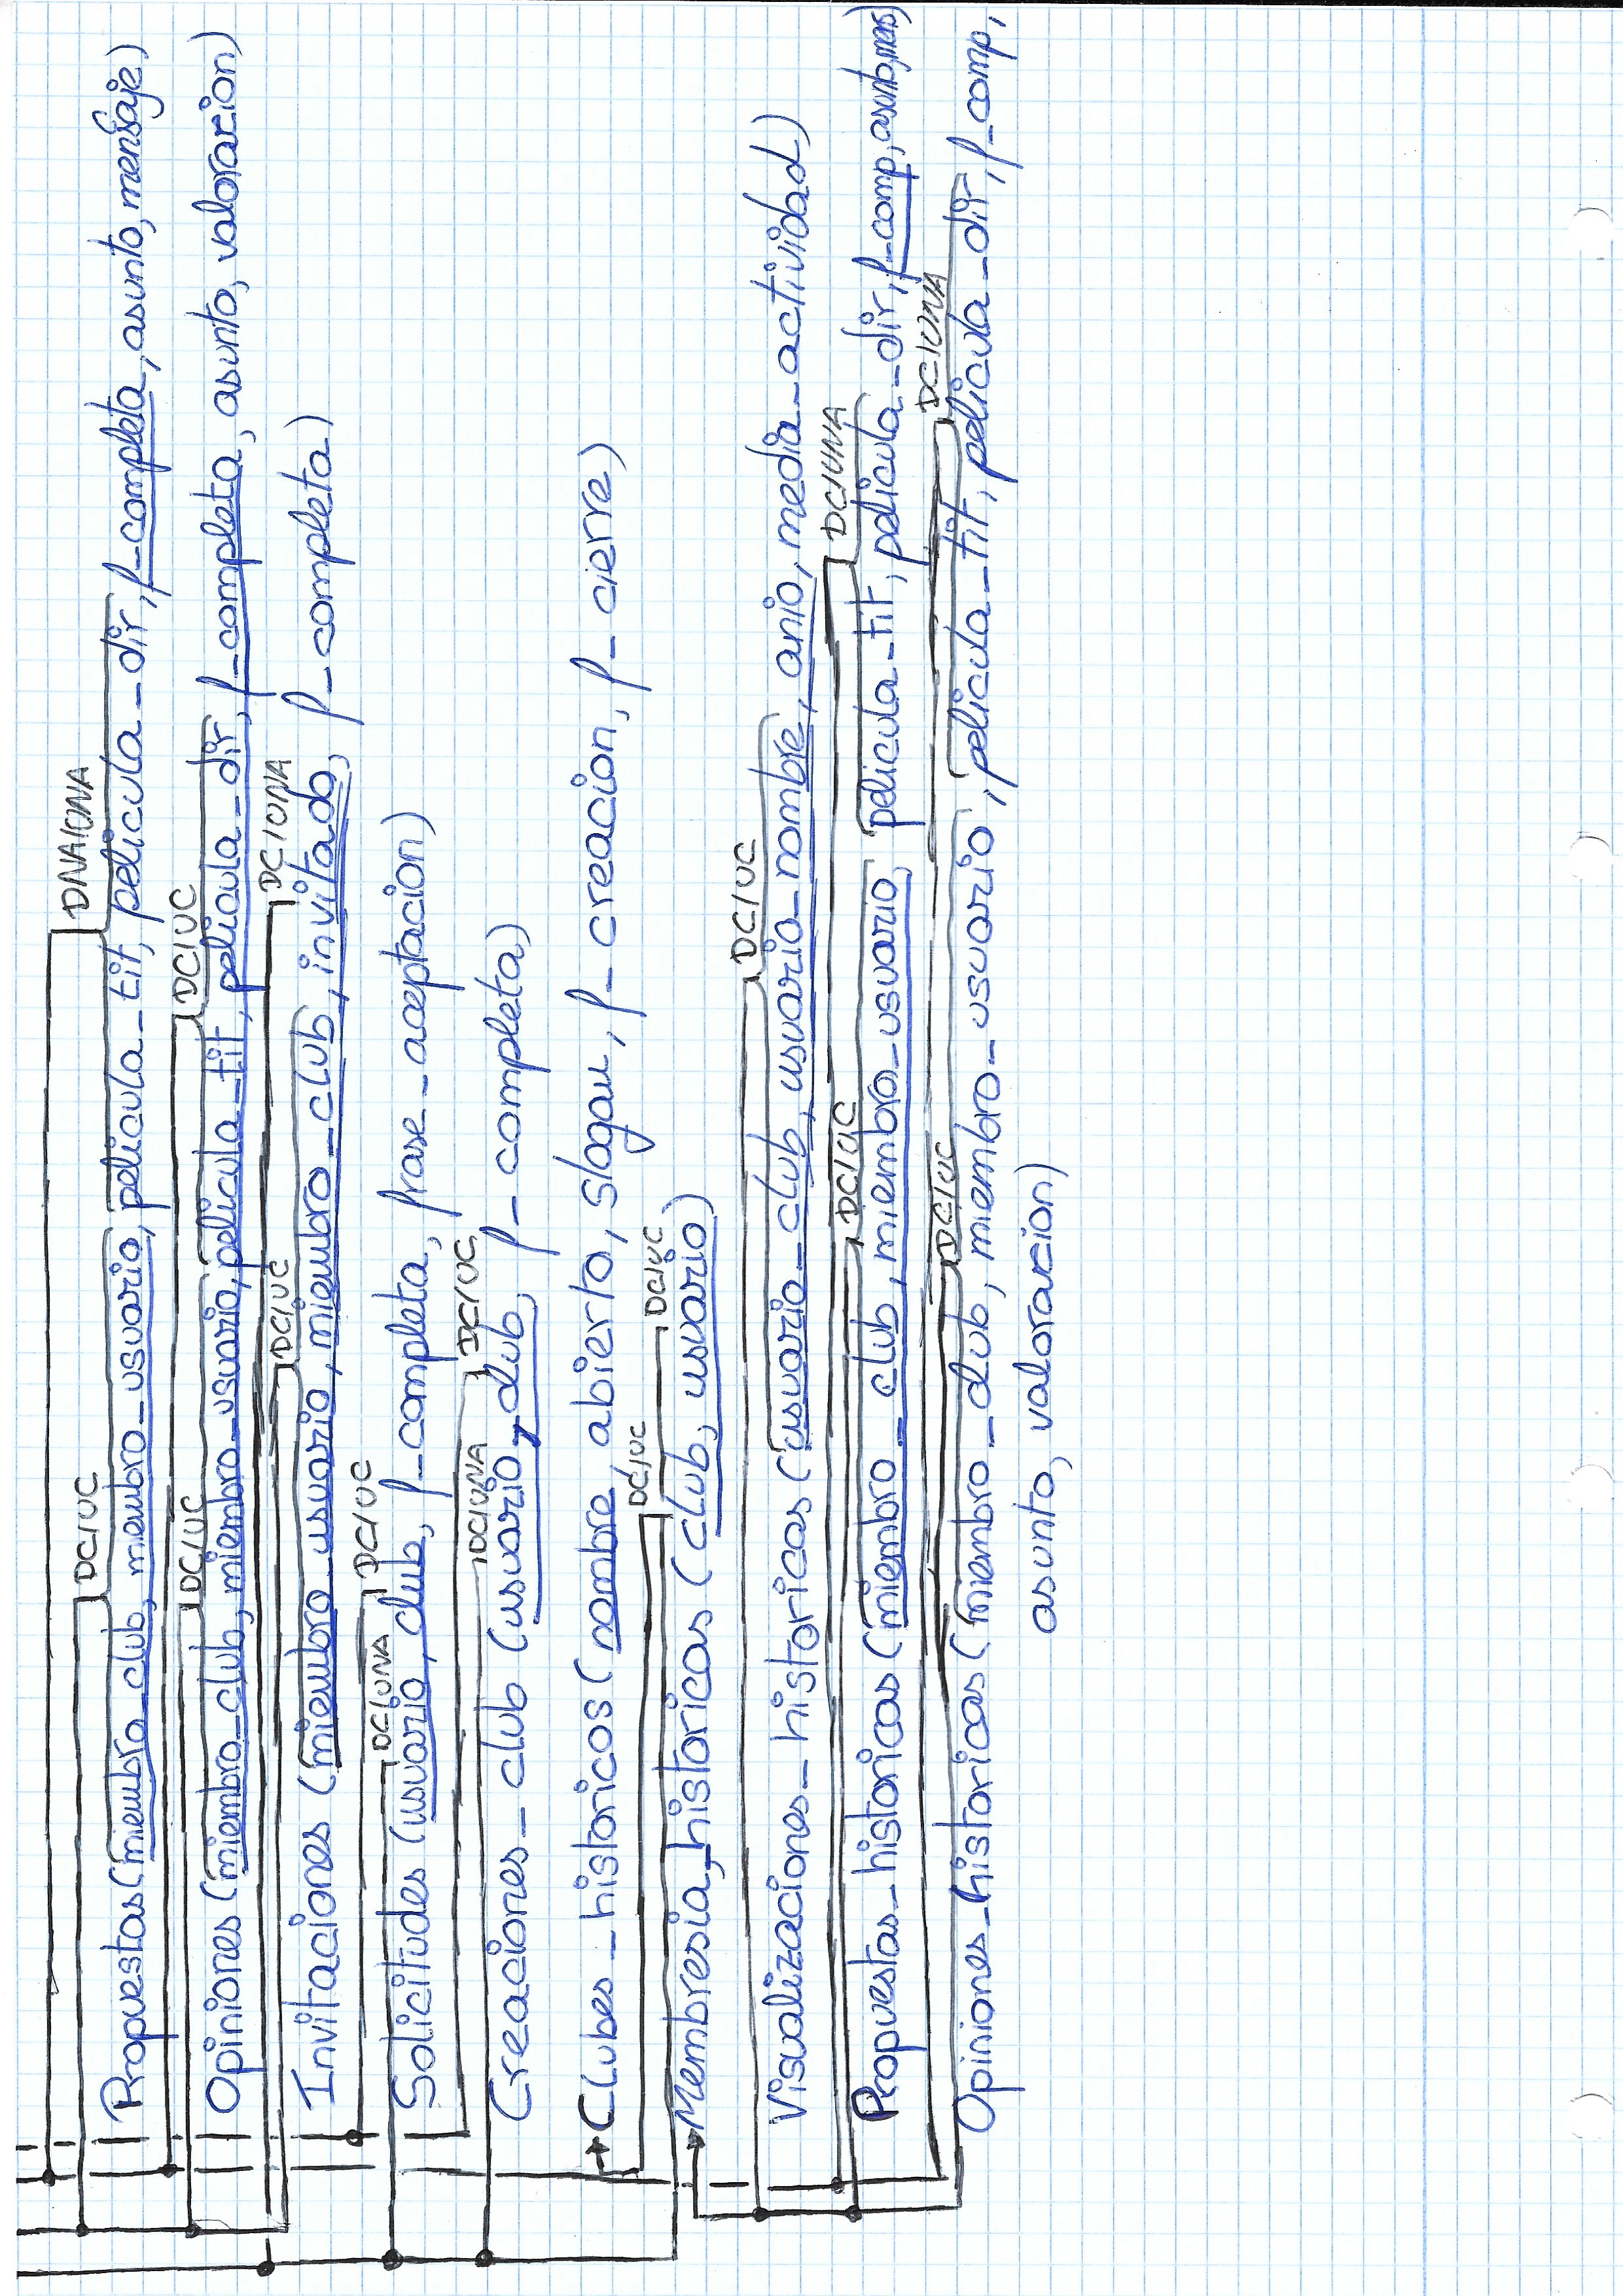 DNA/UNA
DC/UC
Propuestas (miembro_club, miembro_usuario, pelicula_tit, pelicula_dir, f_completa, asunto, mensaje)
DC/UC DC/UC
Opiniones (miembro_club, miembro_usuario, pelicula_tit, pelicula_dir, f_completa, asunto, valoracion)
DC/UC DC/UNA
Invitaciones (miembro_usuario, miembro_club, invitado, f_completa)
DC/UNA DC/UC
Solicitudes (usuario, club, f_completa, frase_aceptacion)
DC/UNA DC/UC
Creaciones_club (usuario, club, f_completa)
Clubes_historicos (nombre, abierto, slogan, f_creacion, f_cierre)
DC/UC DC/UC
Membresia_historicas (club, usuario)
DC/UC
Visualizaciones_historicas (usuario_club, usuario_nombre, anio, media_actividad)
DC/UC DC/UNA
Propuestas_historicas (miembro_club, miembro_usuario, pelicula_tit, pelicula_dir, f_comp, asunto, mens)
DC/UC DC/UNA
Opiniones_historicas (miembro_club, miembro_usuario, pelicula_tit, pelicula_dir, f_comp,
asunto, valoracion)